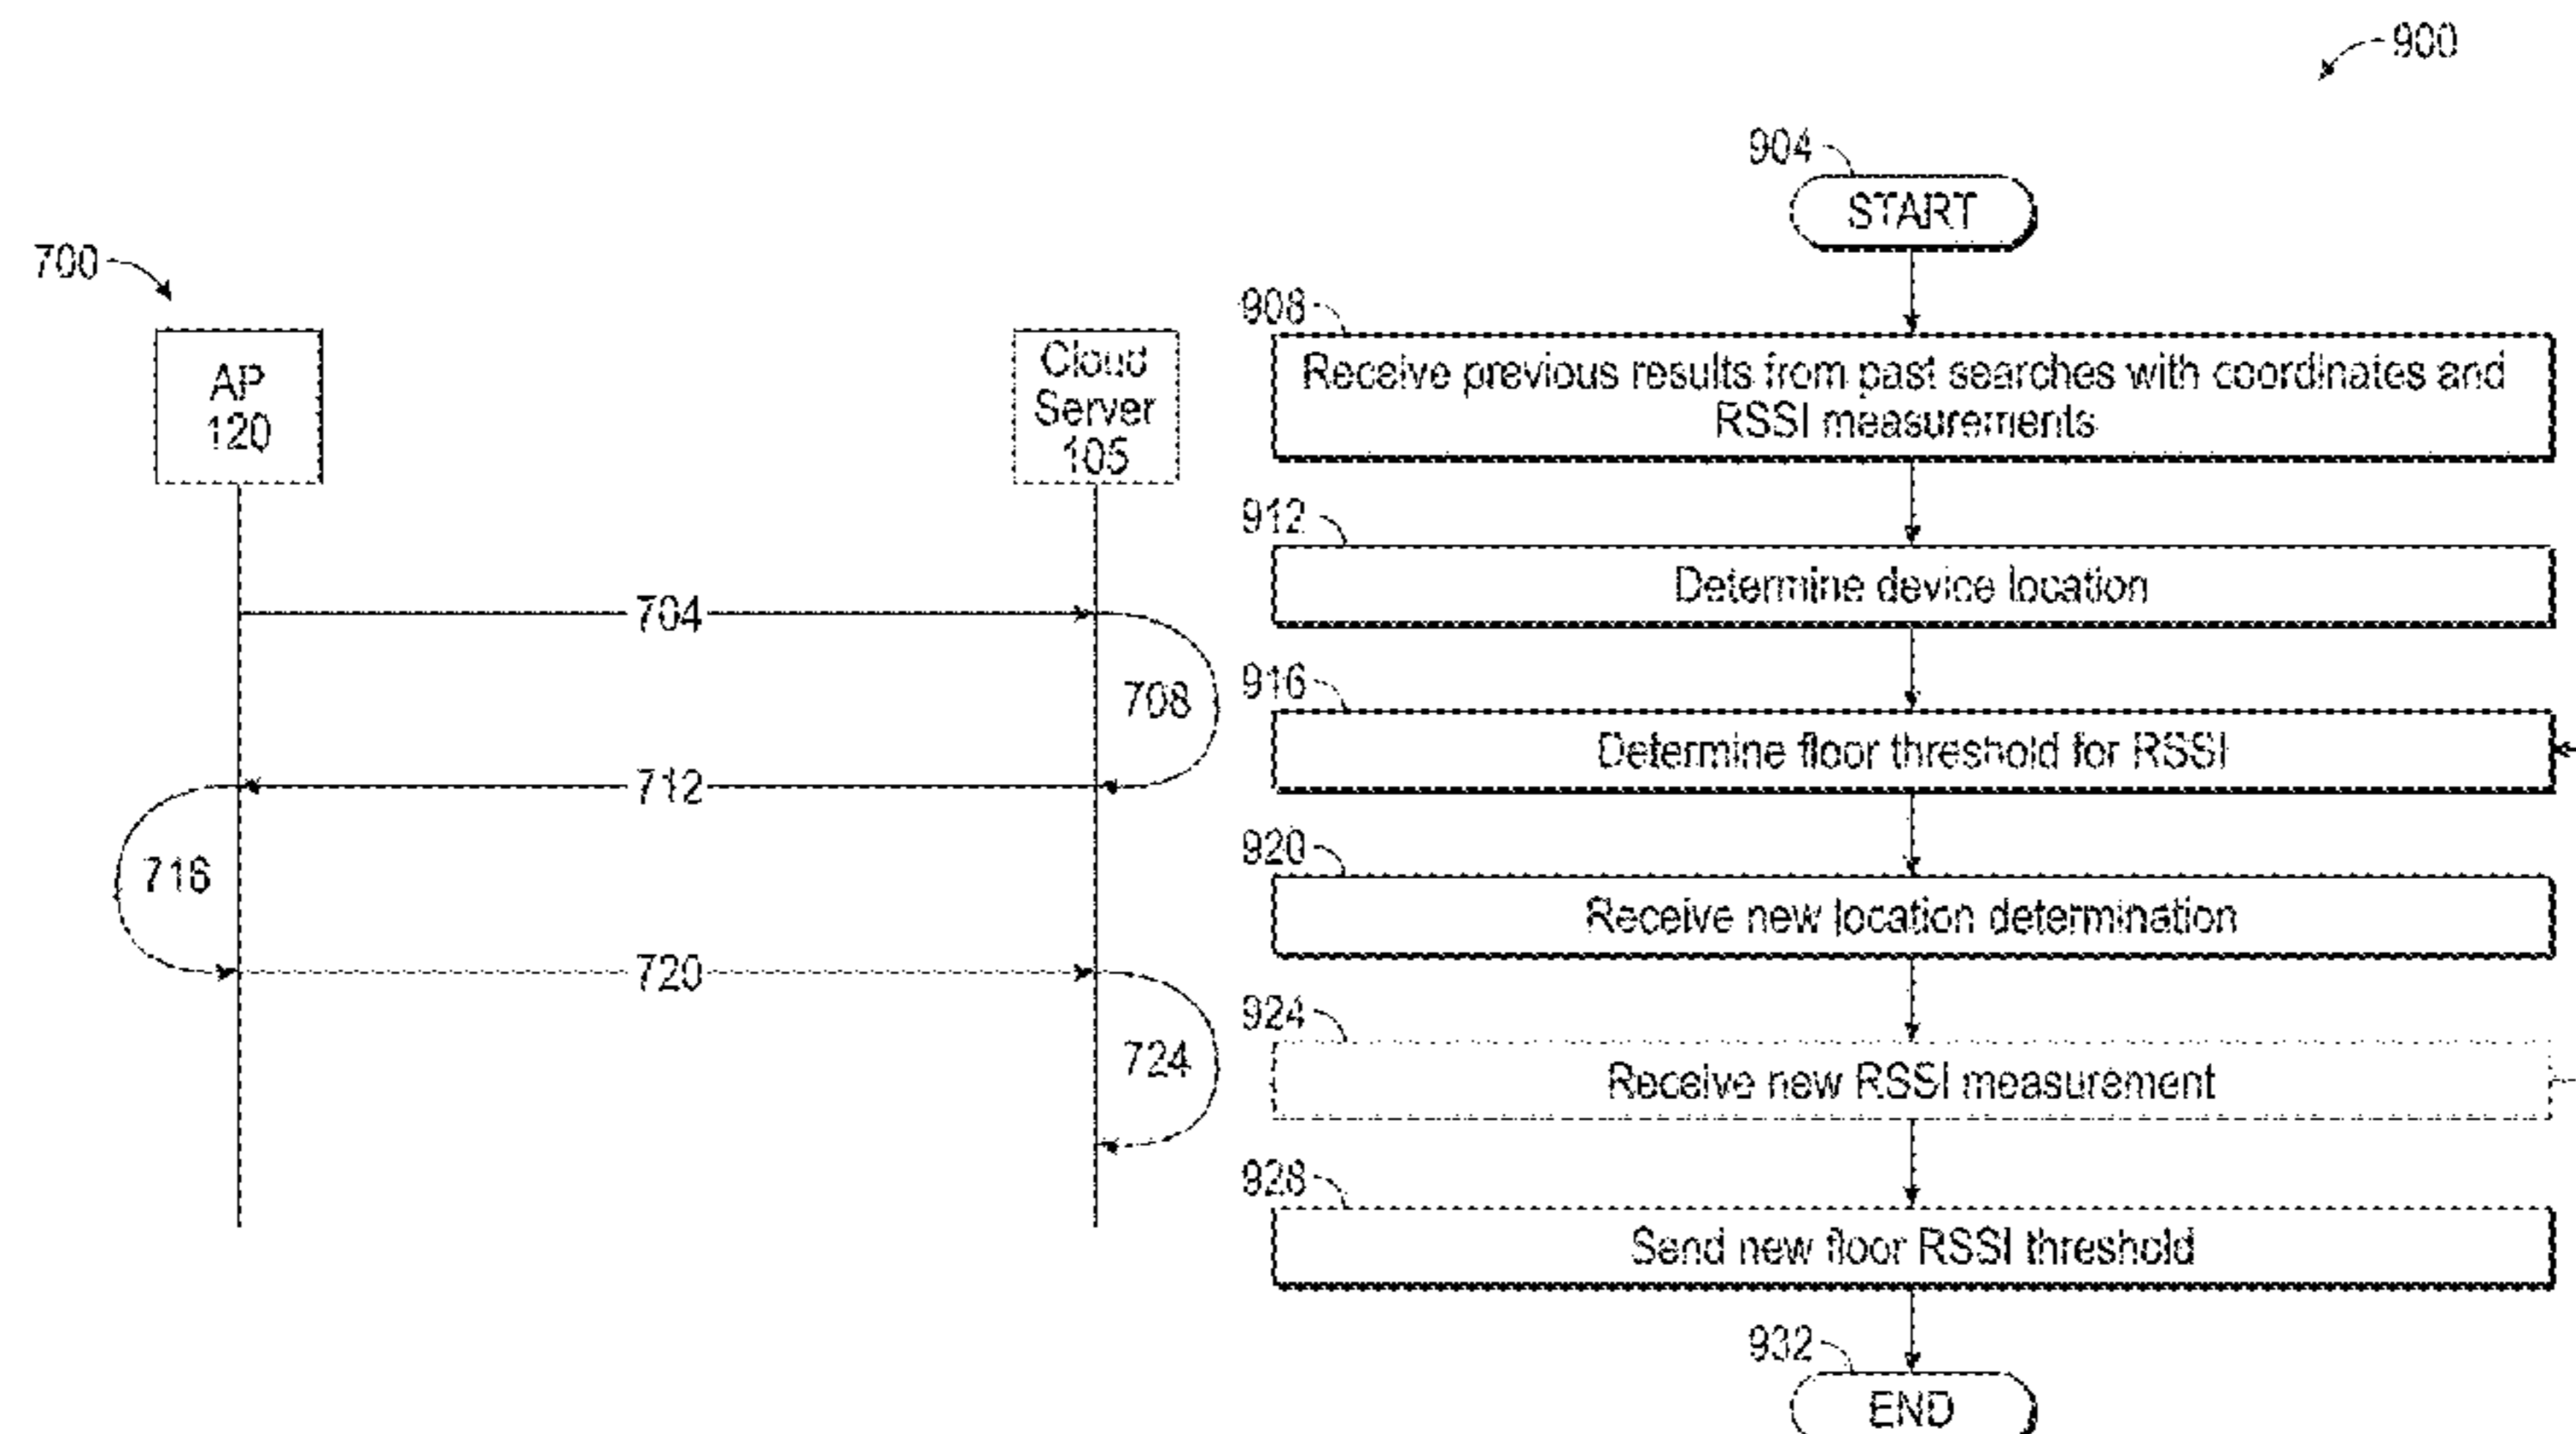 900
904
START
700
908
AP
120
Cloud
Server
105
Receive previous results from past searches with coordinates and
RSSI measurements
912
Determine device location
704
708
916
Determine floor threshold for RSSI
712
716
920
Receive new location determination
720
724
924
Receive new RSSI measurement
928
Send new floor RSSI threshold
932
END